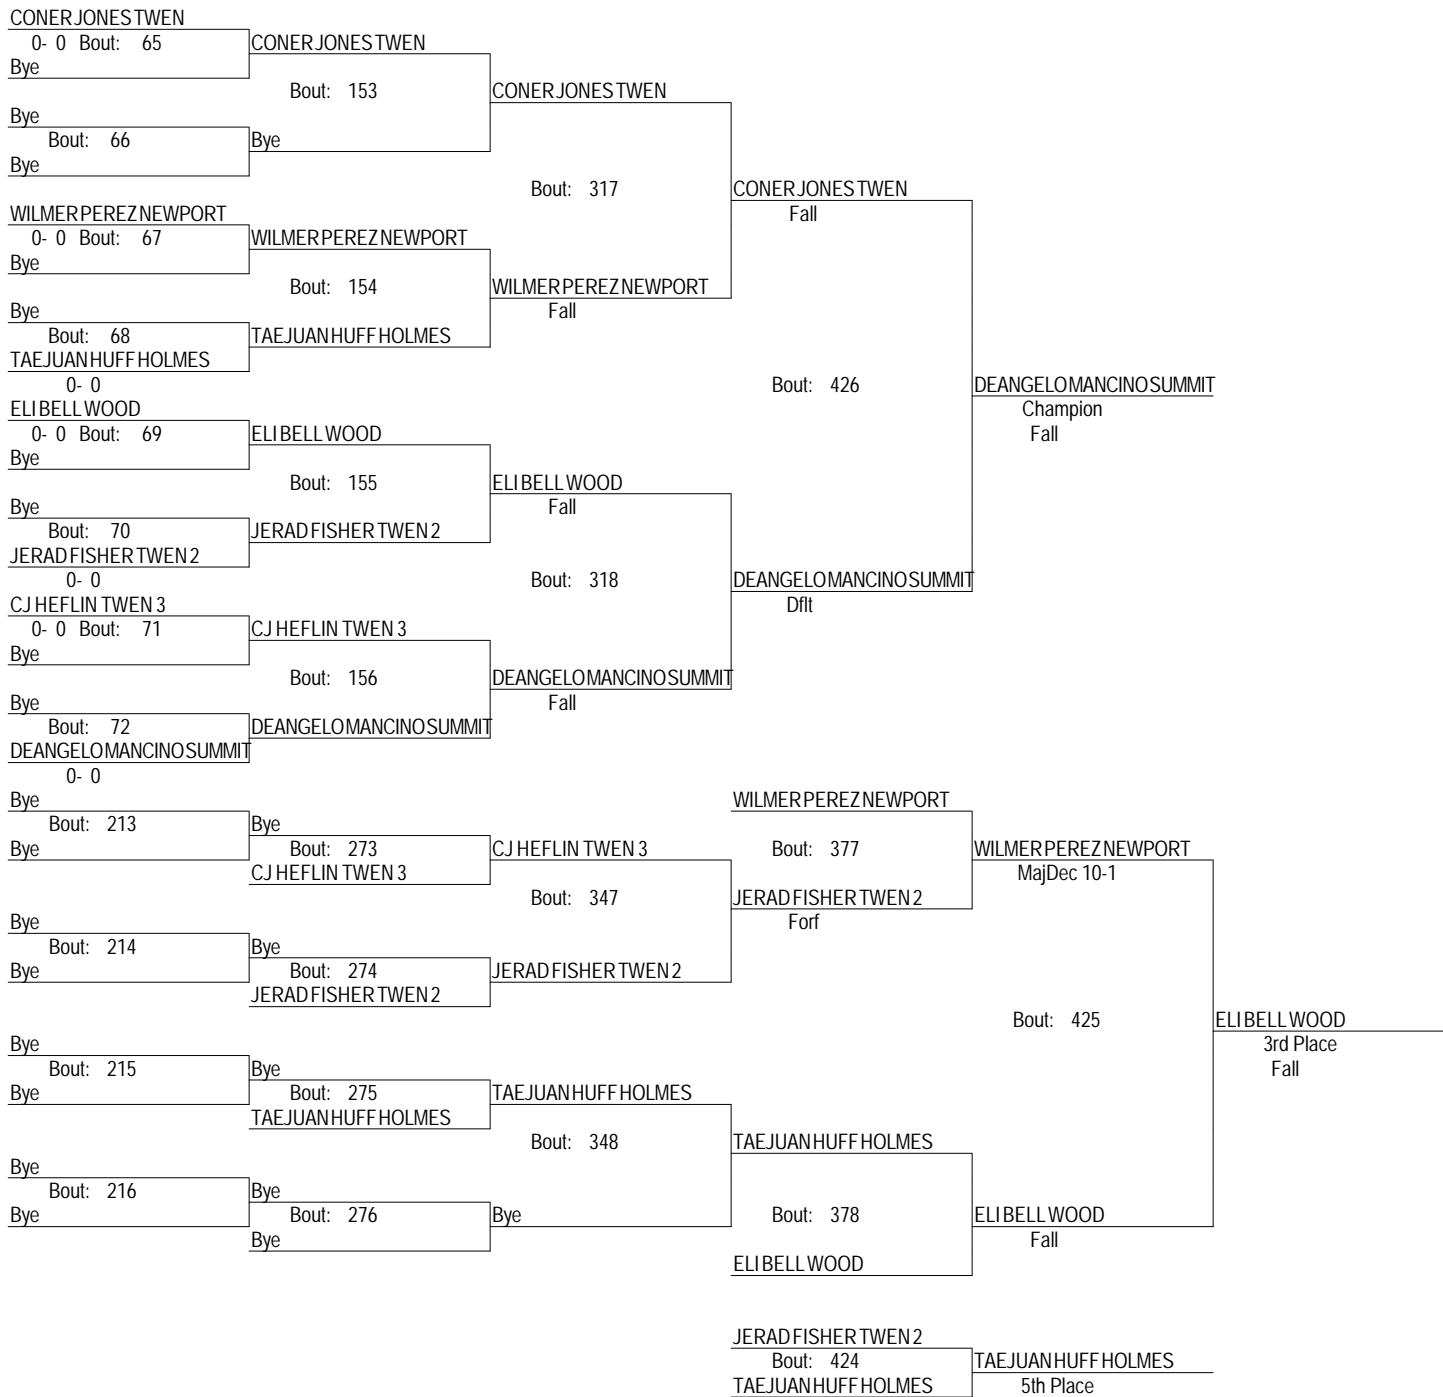 CONER JONES TWEN
0- 0 Bout: 65
CONER JONES TWEN
Bye
Bout: 153
CONER JONES TWEN
Bye
Bout: 66
Bye
Bye
Bout: 317
CONER JONES TWEN
Fall
WILMER PEREZ NEWPORT
0- 0 Bout: 67
WILMER PEREZ NEWPORT
Bye
Bout: 154
WILMER PEREZ NEWPORT
Fall
Bye
Bout: 68
TAEJUAN HUFF HOLMES
TAEJUAN HUFF HOLMES
0- 0
Bout: 426
DEANGELO MANCINO SUMMIT
Champion
Fall
ELI BELL WOOD
0- 0 Bout: 69
ELI BELL WOOD
Bye
Bout: 155
ELI BELL WOOD
Fall
Bye
Bout: 70
JERAD FISHER TWEN 2
JERAD FISHER TWEN 2
0- 0
Bout: 318
DEANGELO MANCINO SUMMIT
Dflt
CJ HEFLIN TWEN 3
0- 0 Bout: 71
CJ HEFLIN TWEN 3
Bye
Bout: 156
DEANGELO MANCINO SUMMIT
Fall
Bye
Bout: 72
DEANGELO MANCINO SUMMIT
DEANGELO MANCINO SUMMIT
0- 0
Bye
Bout: 213
Bye
Bye
Bout: 273
CJ HEFLIN TWEN 3
CJ HEFLIN TWEN 3
Bout: 347
WILMER PEREZ NEWPORT
Bout: 377
JERAD FISHER TWEN 2
Forf
WILMER PEREZ NEWPORT
MajDec 10-1
Bye
Bout: 214
Bye
Bye
Bout: 274
JERAD FISHER TWEN 2
JERAD FISHER TWEN 2
Bout: 425
ELI BELL WOOD
3rd Place
Fall
Bye
Bout: 215
Bye
Bye
Bout: 275
TAEJUAN HUFF HOLMES
TAEJUAN HUFF HOLMES
Bout: 348
TAEJUAN HUFF HOLMES
Bye
Bout: 216
Bye
Bye
Bout: 276
Bye
Bye
Bout: 378
ELI BELL WOOD
Fall
ELI BELL WOOD
JERAD FISHER TWEN 2
Bout: 424
TAEJUAN HUFF HOLMES
TAEJUAN HUFF HOLMES
5th Place